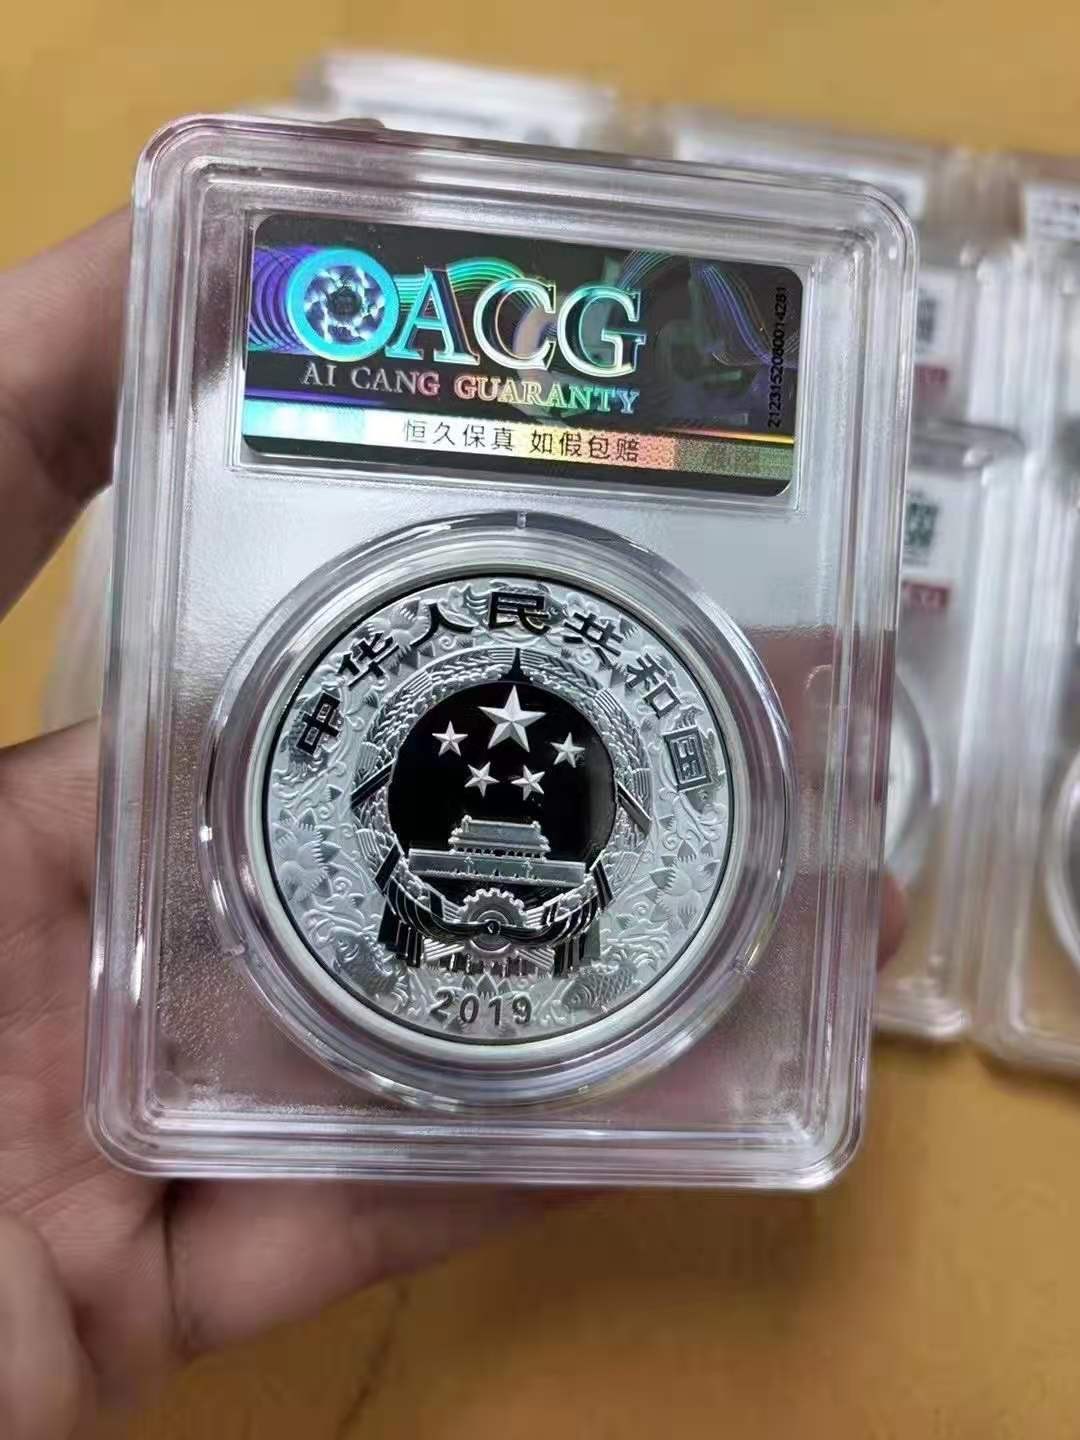 ACG
AI CANG GUARANTY
恒久保真 如假包赔
2123152080014281
中华人民共和国
2019